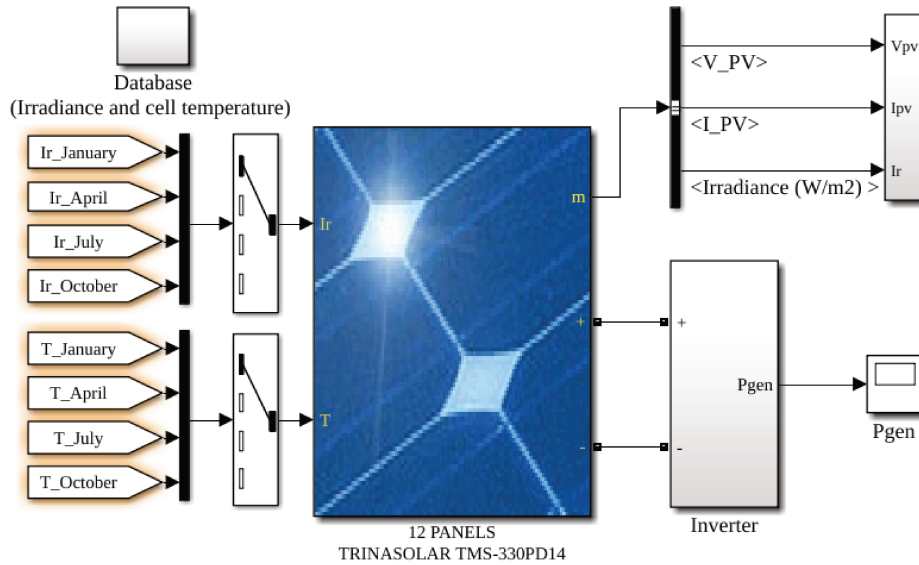 Database
(Irradiance and cell temperature)
Ir_January
Ir_April
Ir_July
Ir_October
T_January
T_April
T_July
T_October
Ir
T
m
+
-
12 PANELS
TRINASOLAR TMS-330PD14
<V_PV>
<I_PV>
<Irradiance (W/m2) >
Vpv
Ipv
Ir
+
-
Pgen
Inverter
Pgen